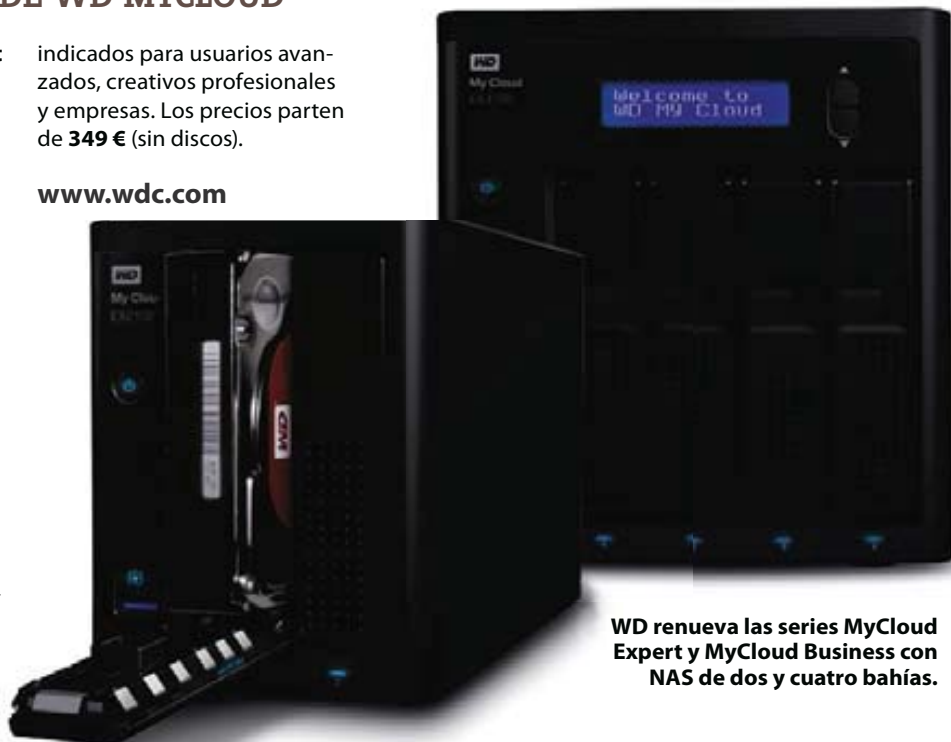 DE WD MYCLOUD
indicados para usuarios avan-
zados, creativos profesionales
y empresas. Los precios parten
de 349 € (sin discos).
www.wdc.com
WD
My Cloud
Welcome to
WD My Cloud
WD
My Cloud
WD
WD renueva las series MyCloud
Expert y MyCloud Business con
NAS de dos y cuatro bahías.